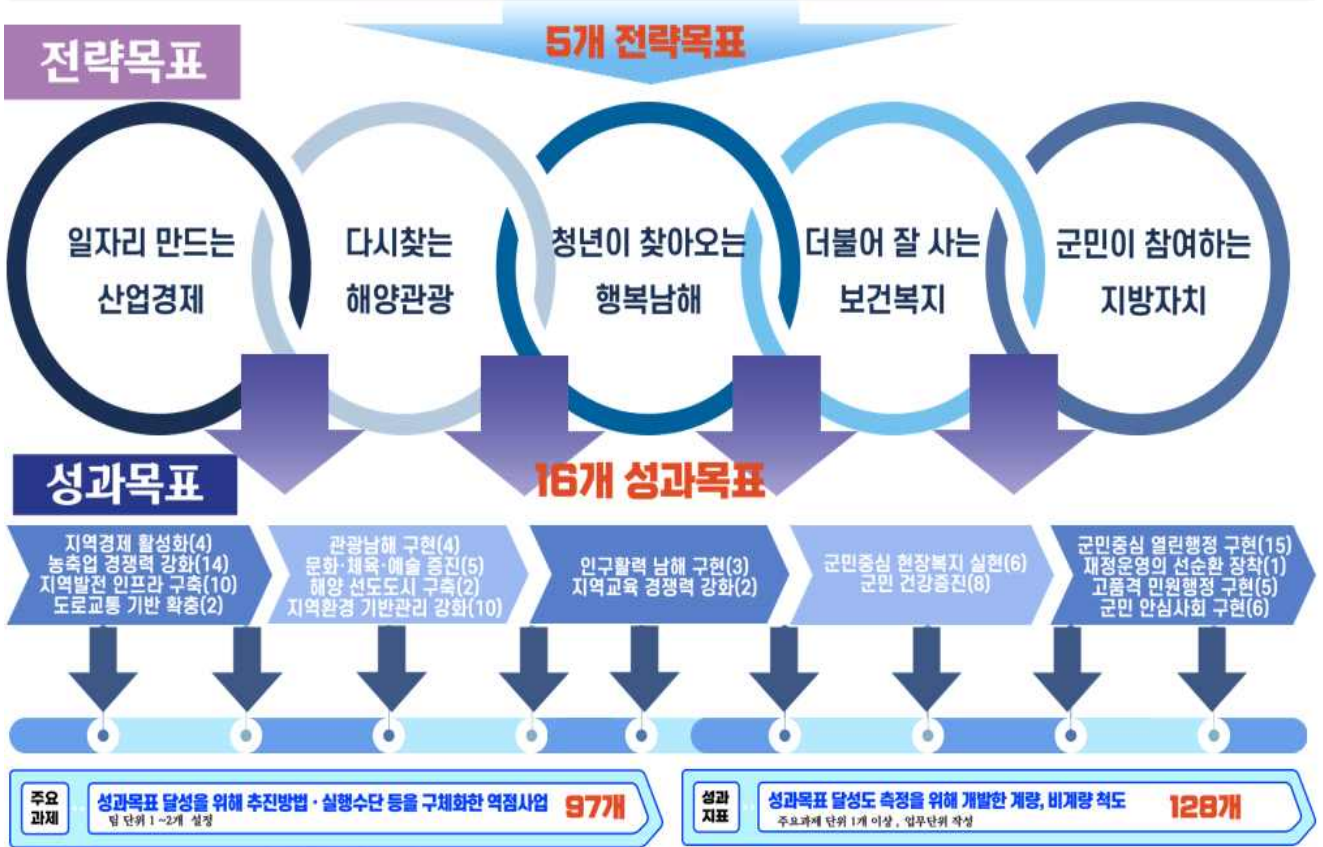 5개 전략목표
전략목표
일자리 만드는
산업경제
다시찾는
해양관광
청년이 찾아오는
행복남해
더불어 잘 사는
보건복지
군민이 참여하는
지방자치
성과목표
16개 성과목표
지역경제 활성화(4)
농축업 경쟁력 강화(14)
지역발전 인프라 구축(10)
도로교통 기반 확충(2)
관광남해 구현(4)
문화·체육·예술 증진(5)
해양 선도도시 구축(2)
지역환경 기반관리 강화(10)
인구활력 남해 구현(3)
지역교육 경쟁력 강화(2)
군민중심 현장복지 실현(6)
군민 건강증진(8)
군민중심 열린행정 구현(15)
재정운영의 선순환 장착(1)
고품격 민원행정 구현(5)
군민 안심사회 구현(6)
주요
과제
성과목표 달성을 위해 추진방법·실행수단 등을 구체화한 역점사업 97개
팀 단위 1~2개 설정
성과
지표
성과목표 달성도 측정을 위해 개발한 계량, 비계량 척도 128개
주요과제 단위 1개 이상, 업무단위 작성